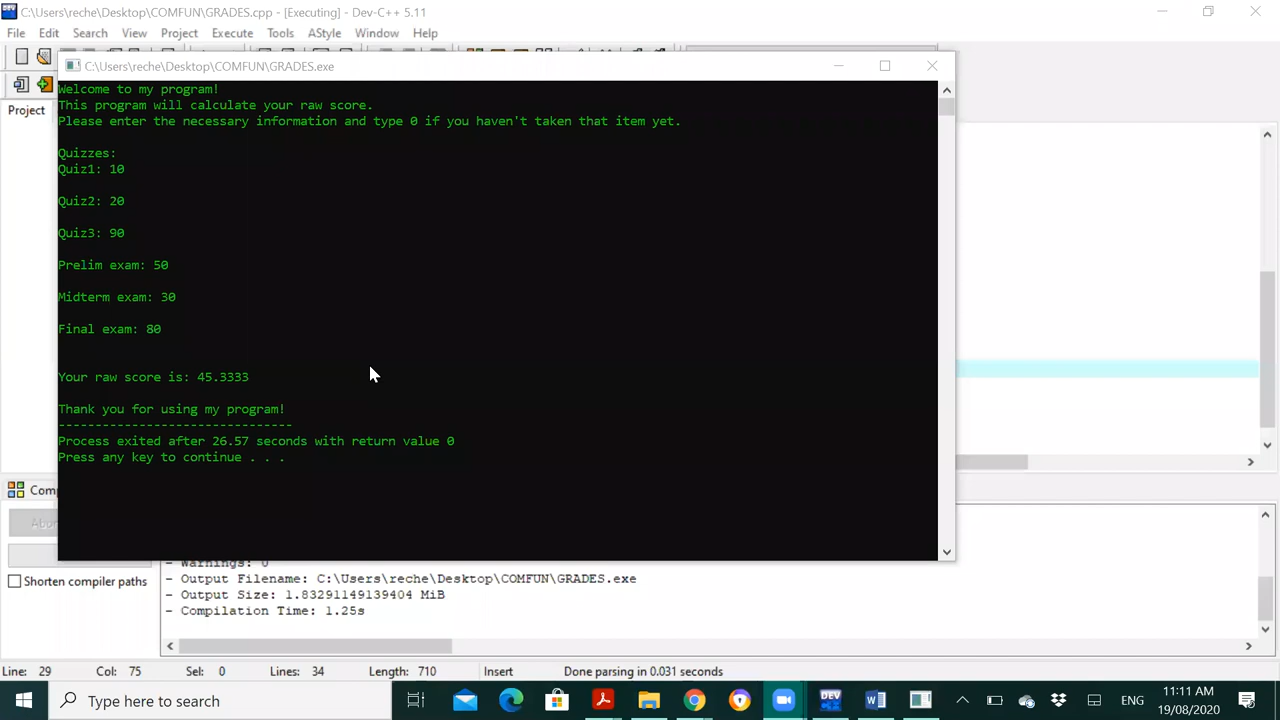 C:\Users\reche\Desktop\COMFUN\GRADES.cpp - [Executing] - Dev-C++ 5.11
File Edit Search View Project Execute Tools AStyle Window Help
C:\Users\reche\Desktop\COMFUN\GRADES.exe
Project
Welcome to my program!
This program will calculate your raw score.
Please enter the necessary information and type 0 if you haven't taken that item yet.
Quizzes:
Quiz1: 10
Quiz2: 20
Quiz3: 90
Prelim exam: 50
Midterm exam: 30
Final exam: 80
Your raw score is: 45.3333
Thank you for using my program!
--------------------------------
Process exited after 26.57 seconds with return value 0
Press any key to continue . . .
Comp
Abor
Shorten compiler paths
- Warnings: 0
- Output Filename: C:\Users\reche\Desktop\COMFUN\GRADES.exe
- Output Size: 1.83291149139404 MiB
- Compilation Time: 1.25s
Line: 29 Col: 75 Sel: 0 Lines: 34 Length: 710 Insert Done parsing in 0.031 seconds
Type here to search
DEV
ENG
11:11 AM
19/08/2020